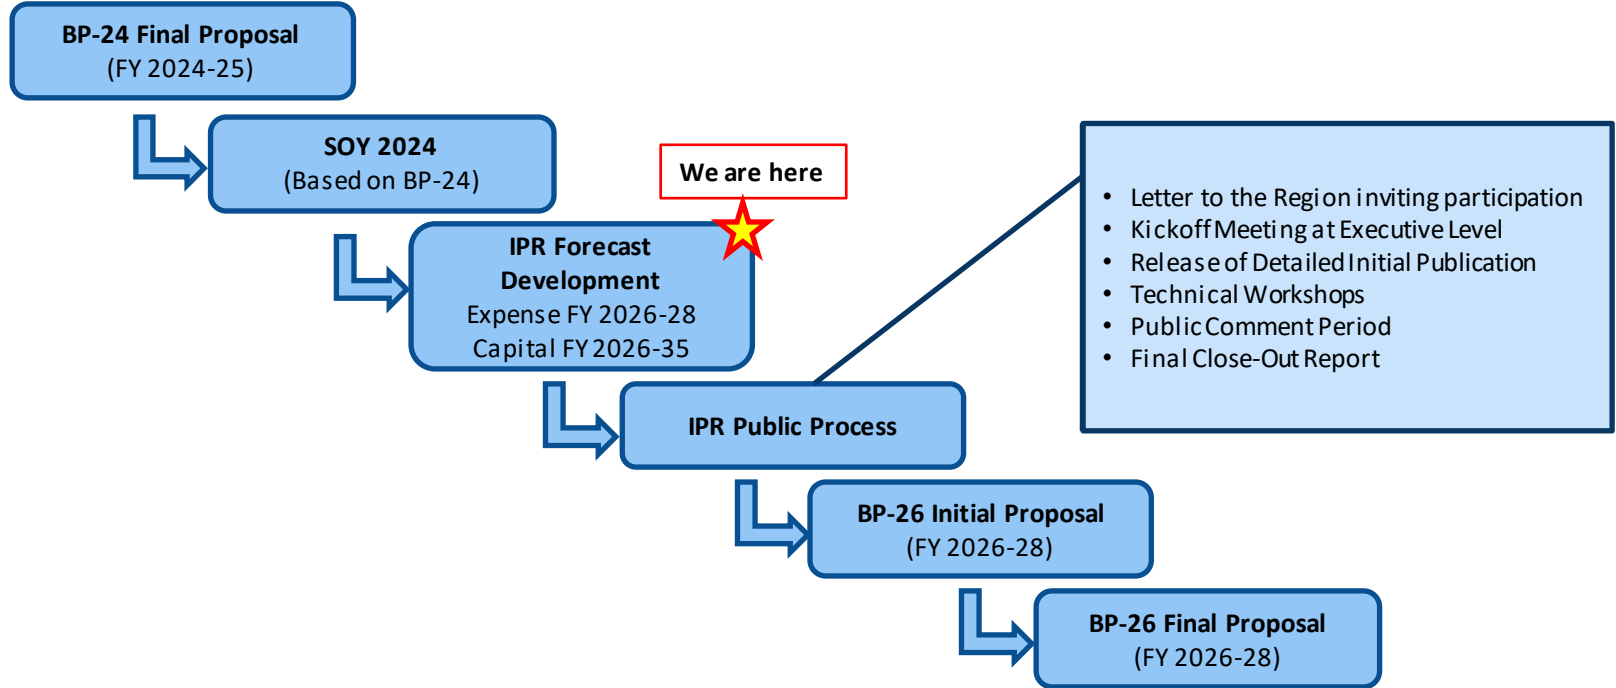 BP-24 Final Proposal
(FY 2024-25)
SOY 2024
(Based on BP-24)
We are here
IPR Forecast
Development
Expense FY 2026-28
Capital FY 2026-35
IPR Public Process
• Letter to the Region inviting participation
• Kickoff Meeting at Executive Level
• Release of Detailed Initial Publication
• Technical Workshops
• Public Comment Period
• Final Close-Out Report
BP-26 Initial Proposal
(FY 2026-28)
BP-26 Final Proposal
(FY 2026-28)